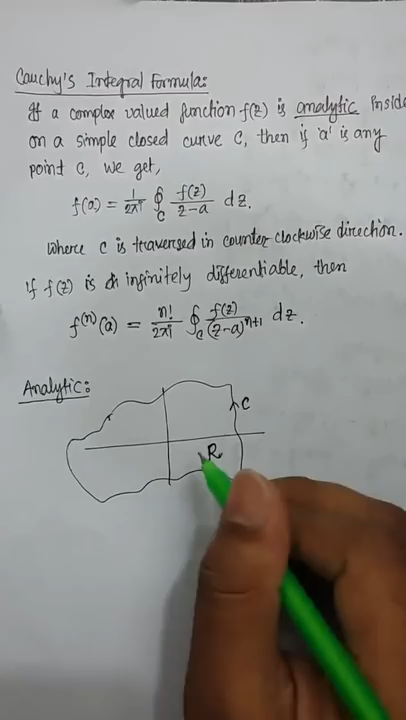 Cauchy's Integral Formula:
If a complex valued function f(z) is analytic inside
on a simple closed curve C, then if 'a' is any
point C, we get,
f(a) = 1/2πi ∮_C f(z)/(z-a) dz.
where C is traversed in counter clockwise direction.
If f(z) is infinitely differentiable, then
f^(n)(a) = n!/2πi ∮_C f(z)/(z-a)^(n+1) dz.
Analytic:
C
R